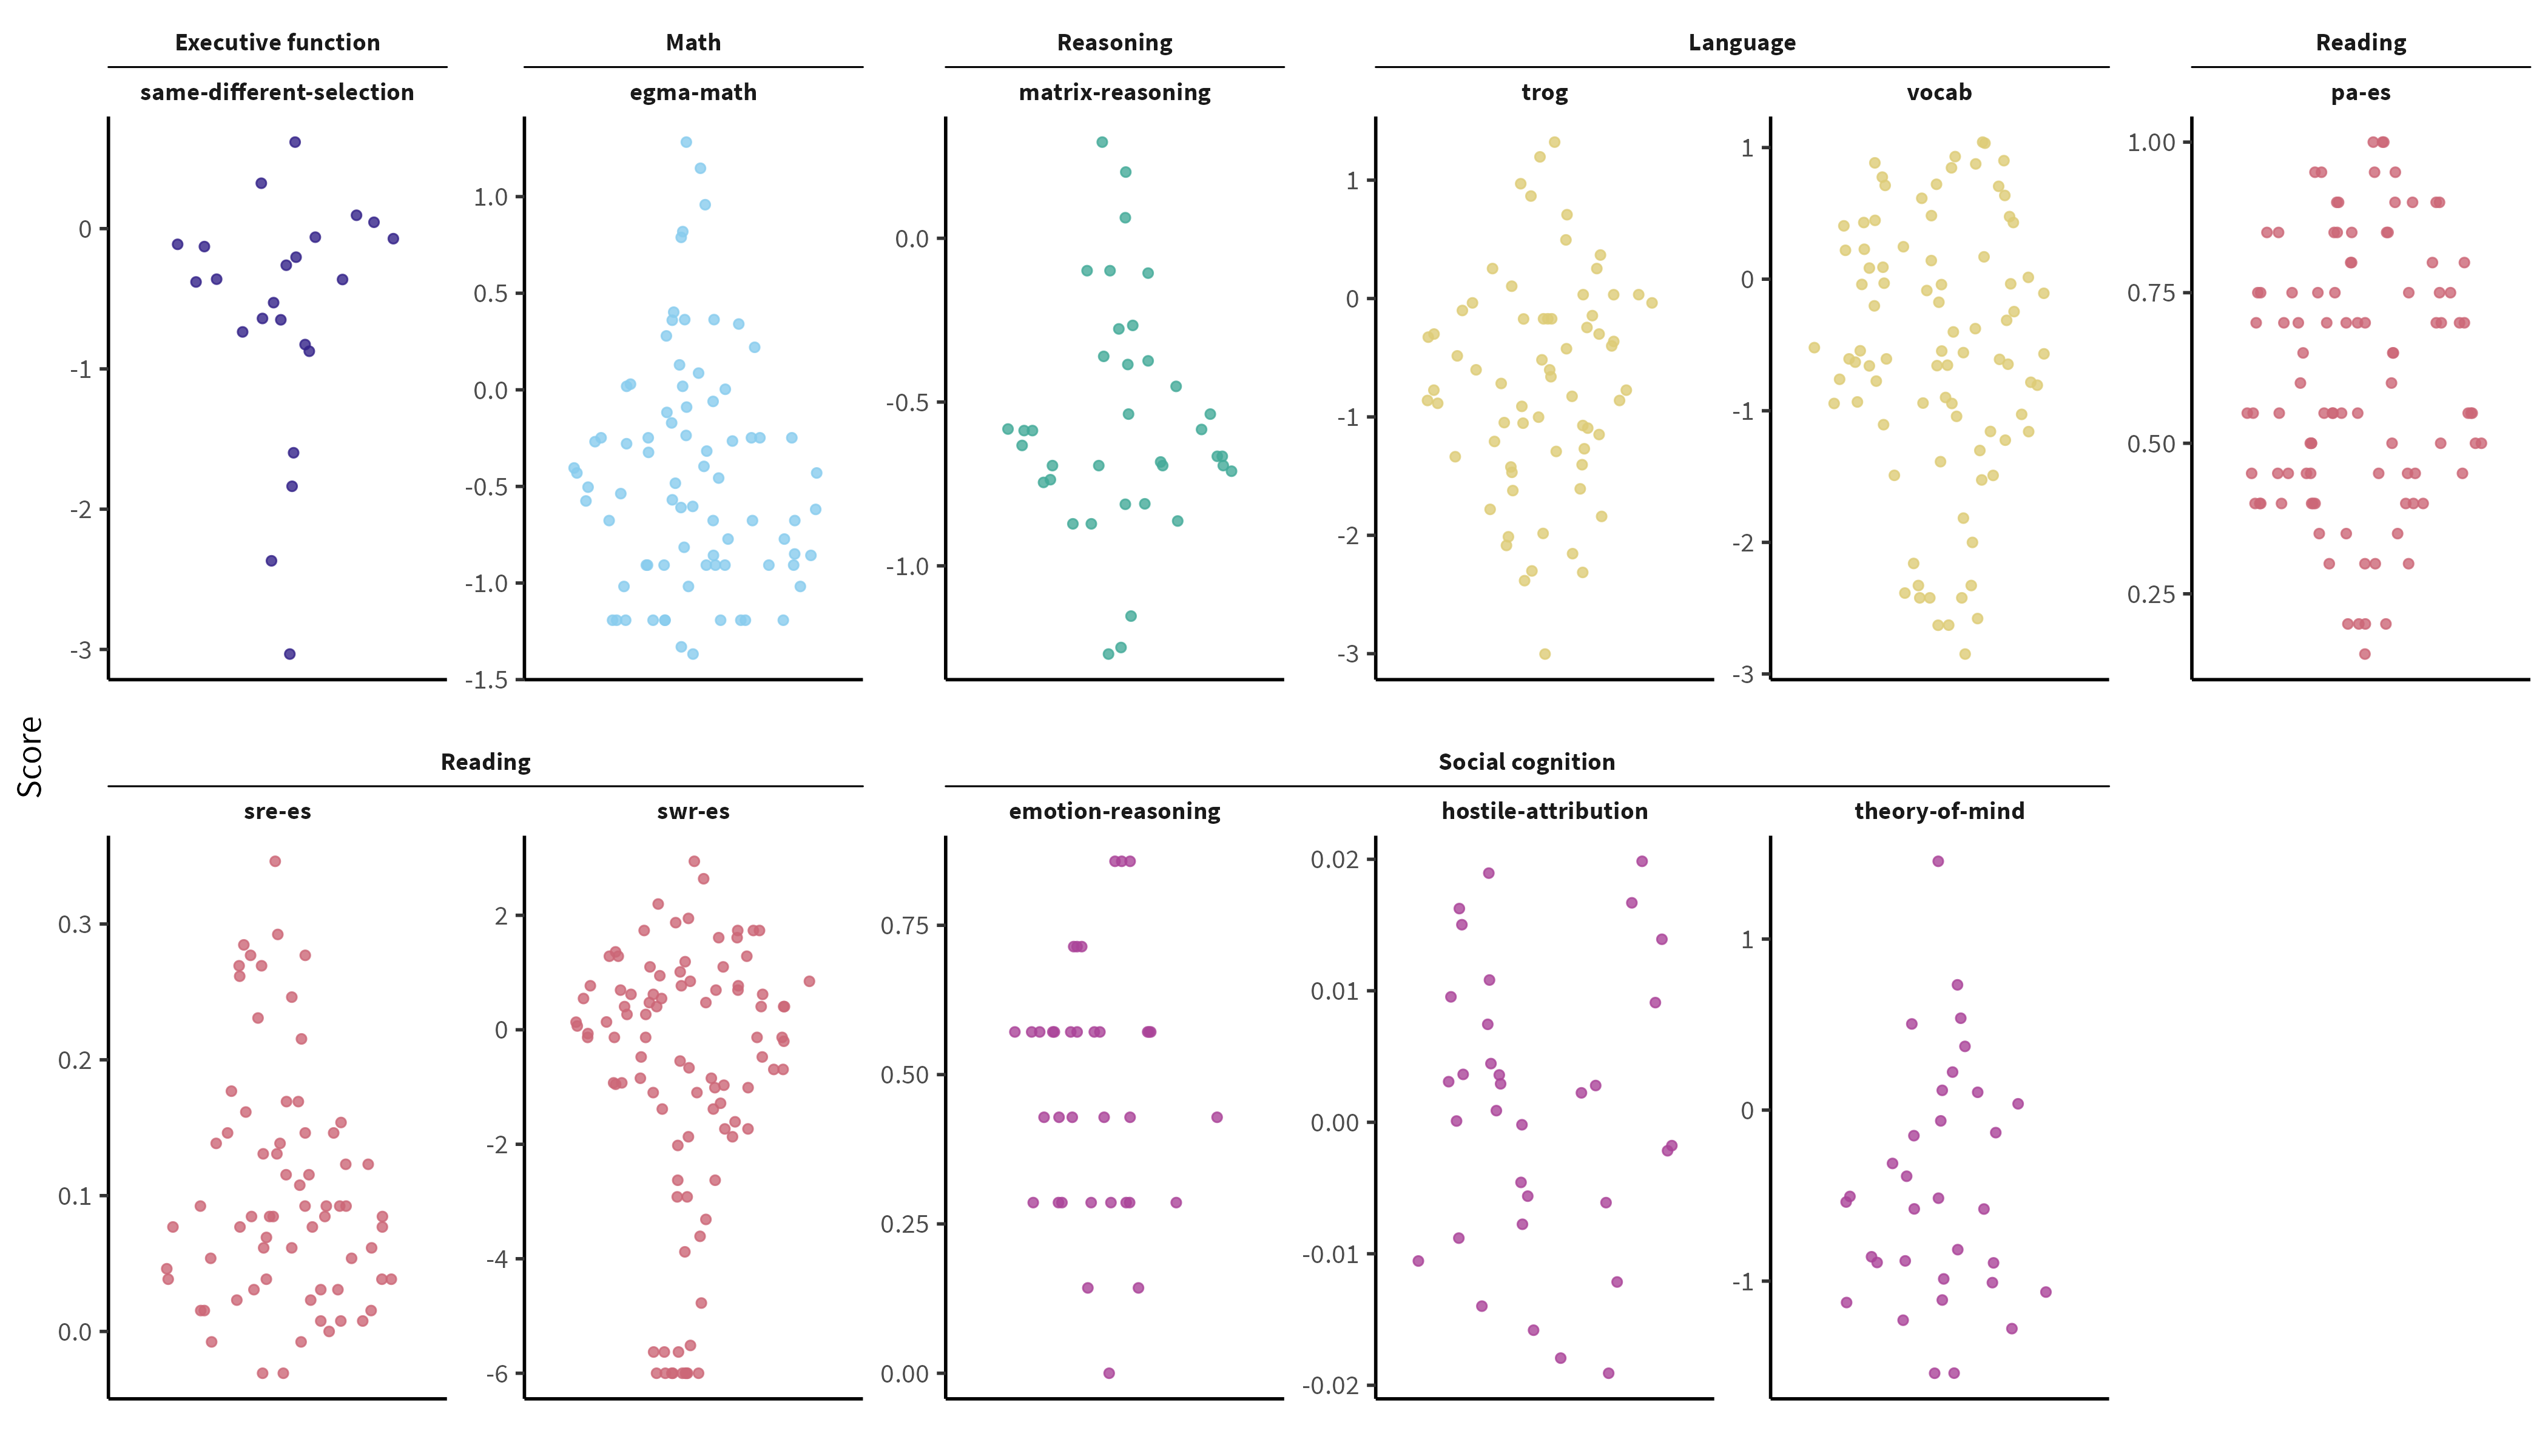 Executive function
Math
Reasoning
Language
Reading
same-different-selection
egma-math
matrix-reasoning
trog
vocab
pa-es
0
-1
-2
-3
1.0
0.5
0.0
-0.5
-1.0
-1.5
0.0
-0.5
-1.0
1
0
-1
-2
-3
1
0
-1
-2
-3
1.00
0.75
0.50
0.25
Score
Reading
Social cognition
sre-es
swr-es
emotion-reasoning
hostile-attribution
theory-of-mind
0.3
0.2
0.1
0.0
2
0
-2
-4
-6
0.75
0.50
0.25
0.00
0.02
0.01
0.00
-0.01
-0.02
1
0
-1